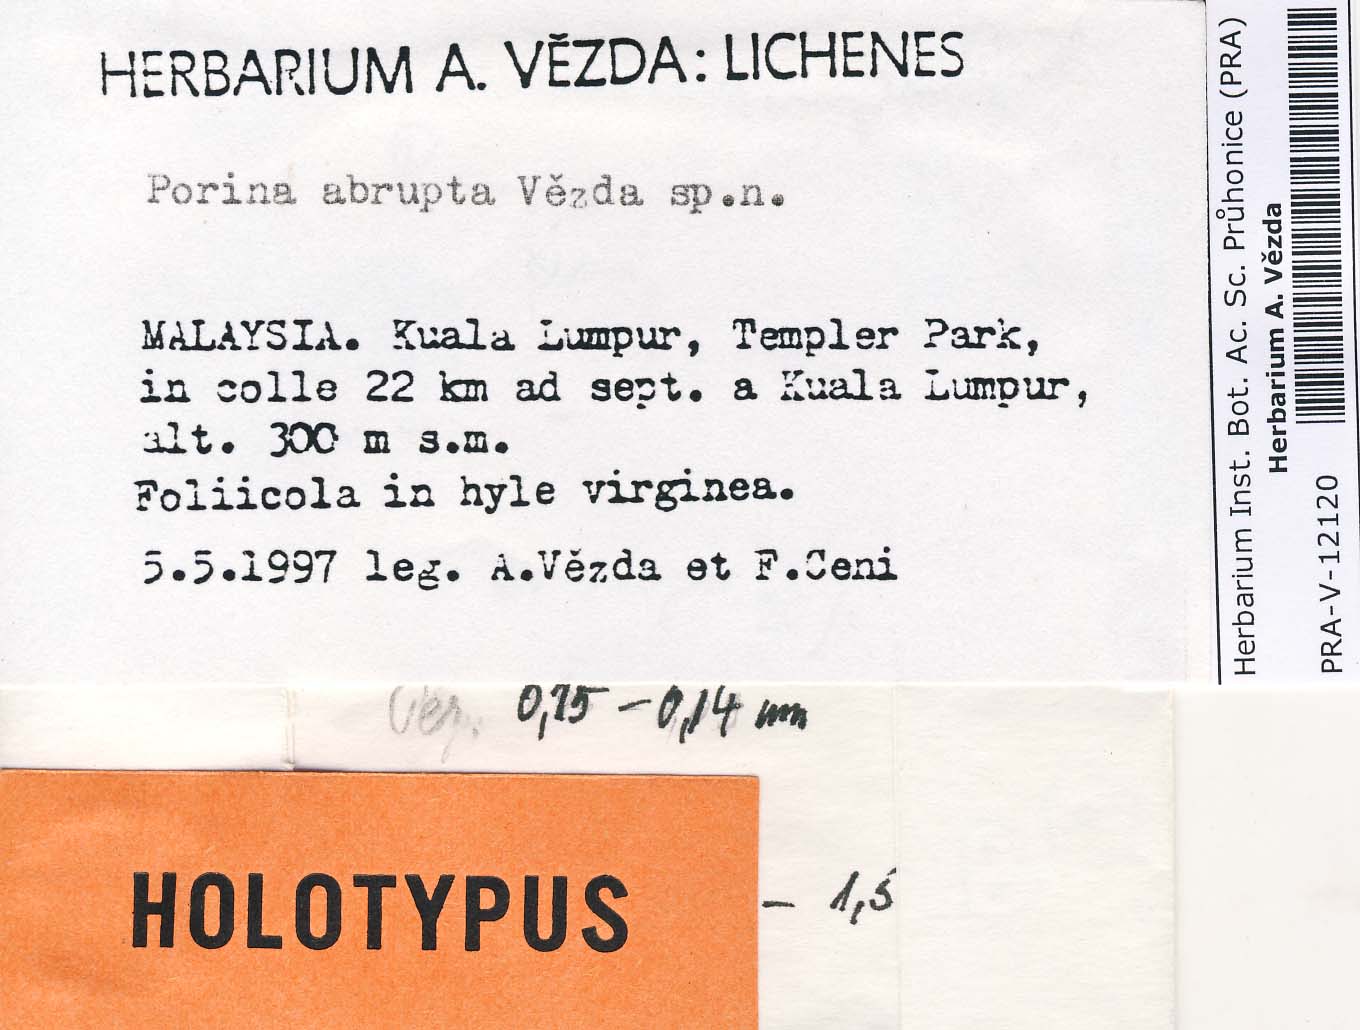 HERBARIUM A. VĚZDA: LICHENES
Porina abrupta Vězda sp.n.
MALAYSIA. Kuala Lumpur, Templer Park,
in colle 22 km ad sept. a Kuala Lumpur,
alt. 300 m s.m.
Foliicola in hyle virginea.
5.5.1997 leg. A.Vězda et F.Ceni
Herbarium Inst. Bot. Ac. Sc. Průhonice (PRA)
Herbarium A. Vězda
PRA-V-12120
0,15 – 0,14 mm
HOLOTYPUS
– 1,5